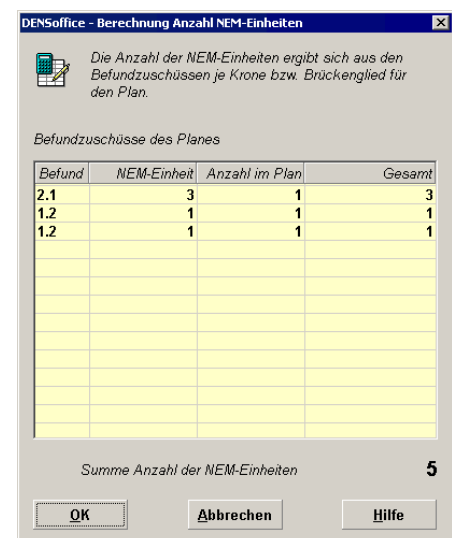 DENSoffice - Berechnung Anzahl NEM-Einheiten
Die Anzahl der NEM-Einheiten ergibt sich aus den
Befundzuschüssen je Krone bzw. Brückenglied für
den Plan.
Befundzuschüsse des Planes
Befund NEM-Einheit Anzahl im Plan Gesamt
2.1 3 1 3
1.2 1 1 1
1.2 1 1 1
Summe Anzahl der NEM-Einheiten 5
OK Abbrechen Hilfe